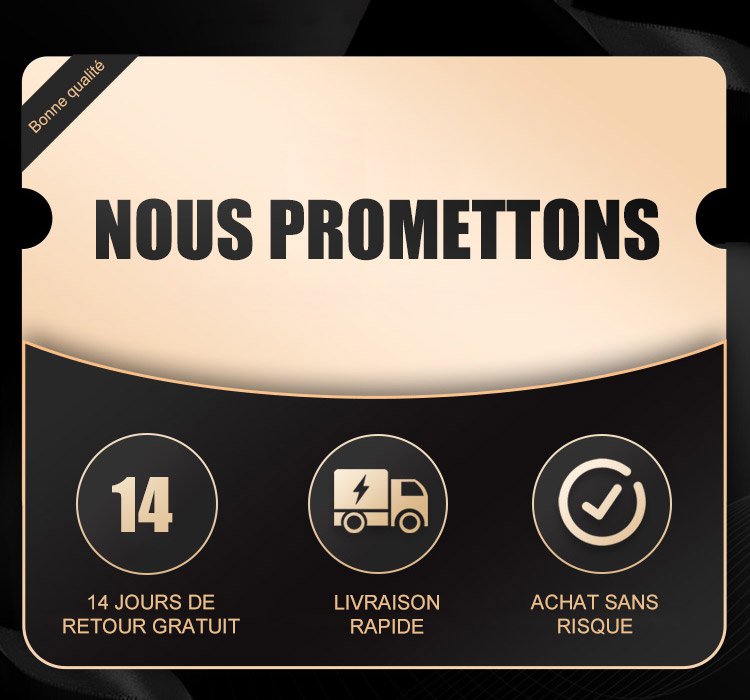 Bonne qualité
NOUS PROMETTONS
14
14 JOURS DE
RETOUR GRATUIT
LIVRAISON
RAPIDE
ACHAT SANS
RISQUE